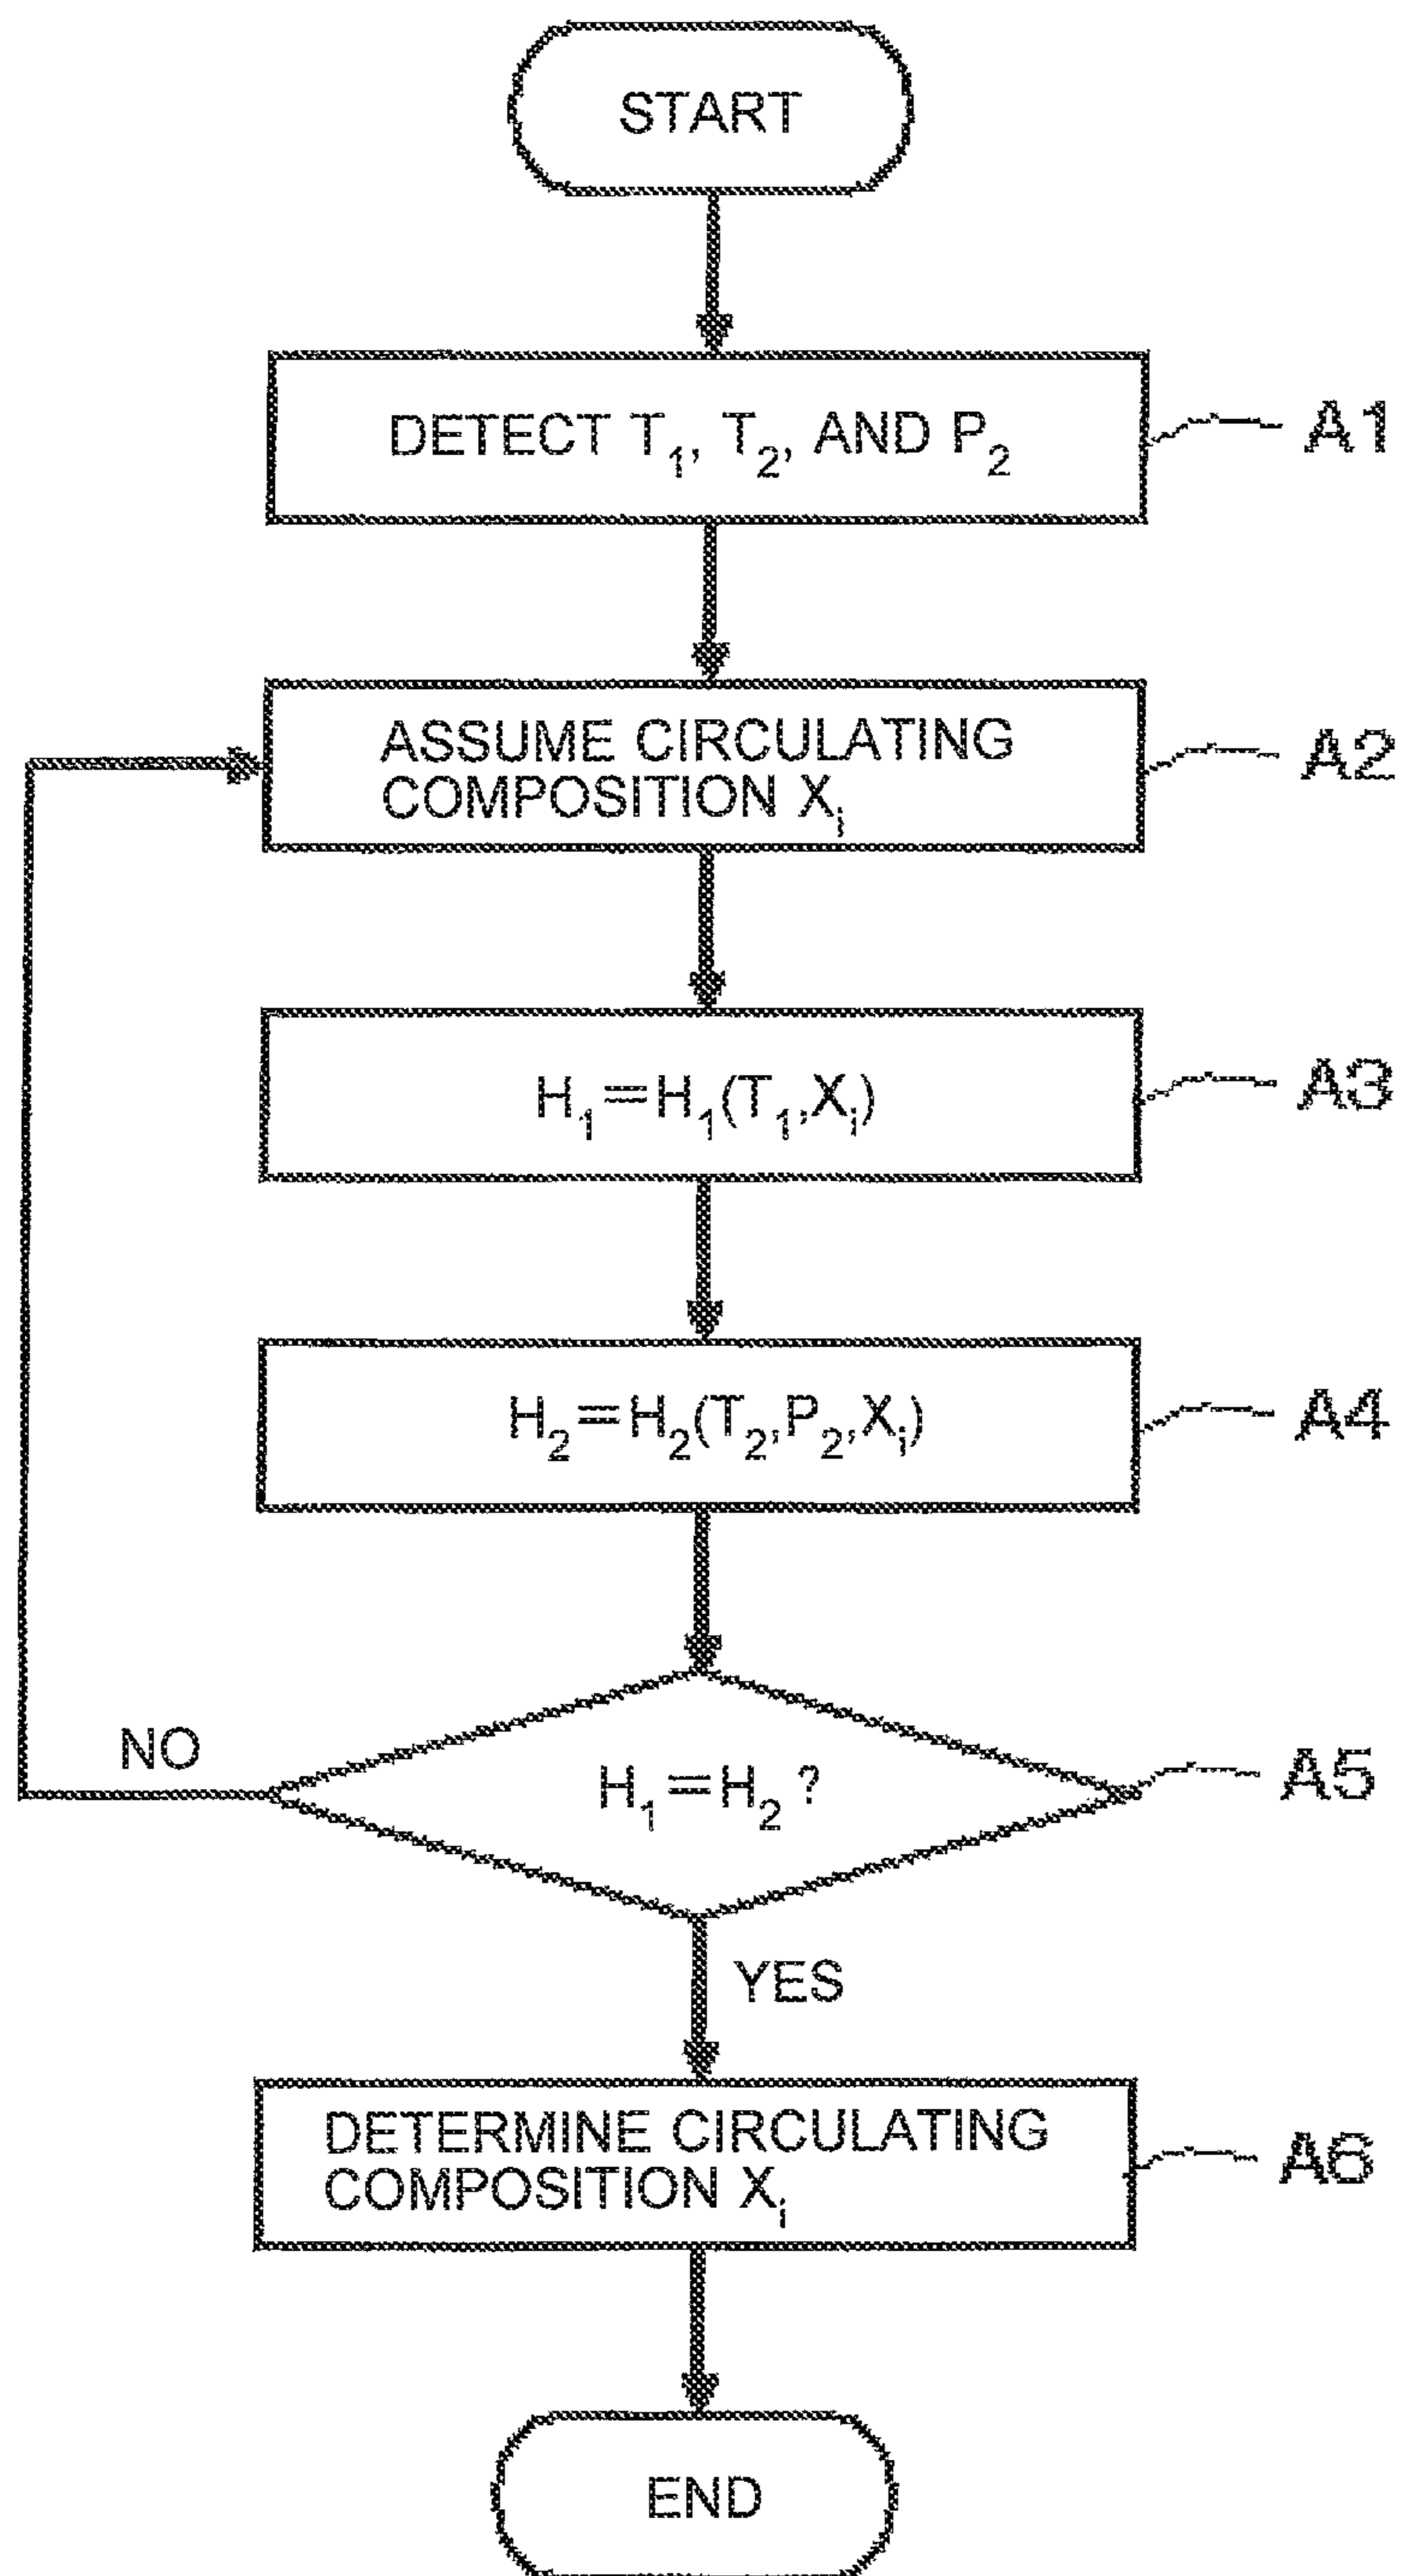 START
DETECT T₁, T₂, AND P₂
A1
ASSUME CIRCULATING
COMPOSITION Xᵢ
A2
H₁=H₁(T₁,Xᵢ)
A3
H₂=H₂(T₂,P₂,Xᵢ)
A4
NO
H₁=H₂ ?
A5
YES
DETERMINE CIRCULATING
COMPOSITION Xᵢ
A6
END